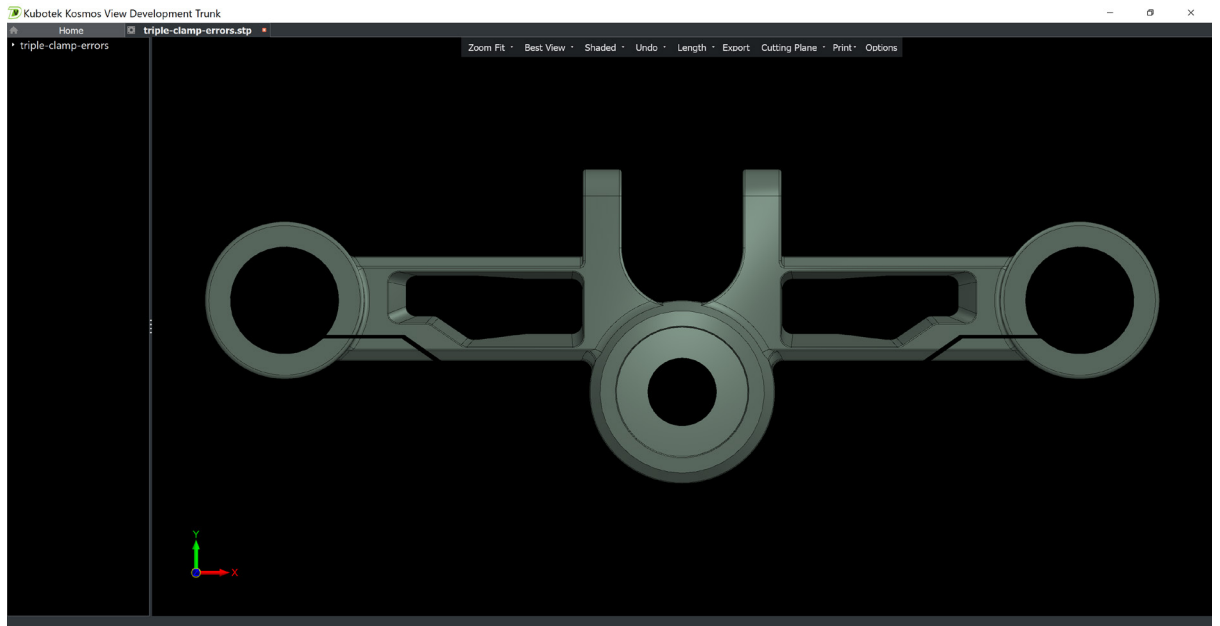 Kubotek Kosmos View Development Trunk
Home triple-clamp-errors.stp
triple-clamp-errors
Zoom Fit Best View Shaded Undo Length Export Cutting Plane Print Options
Y
X